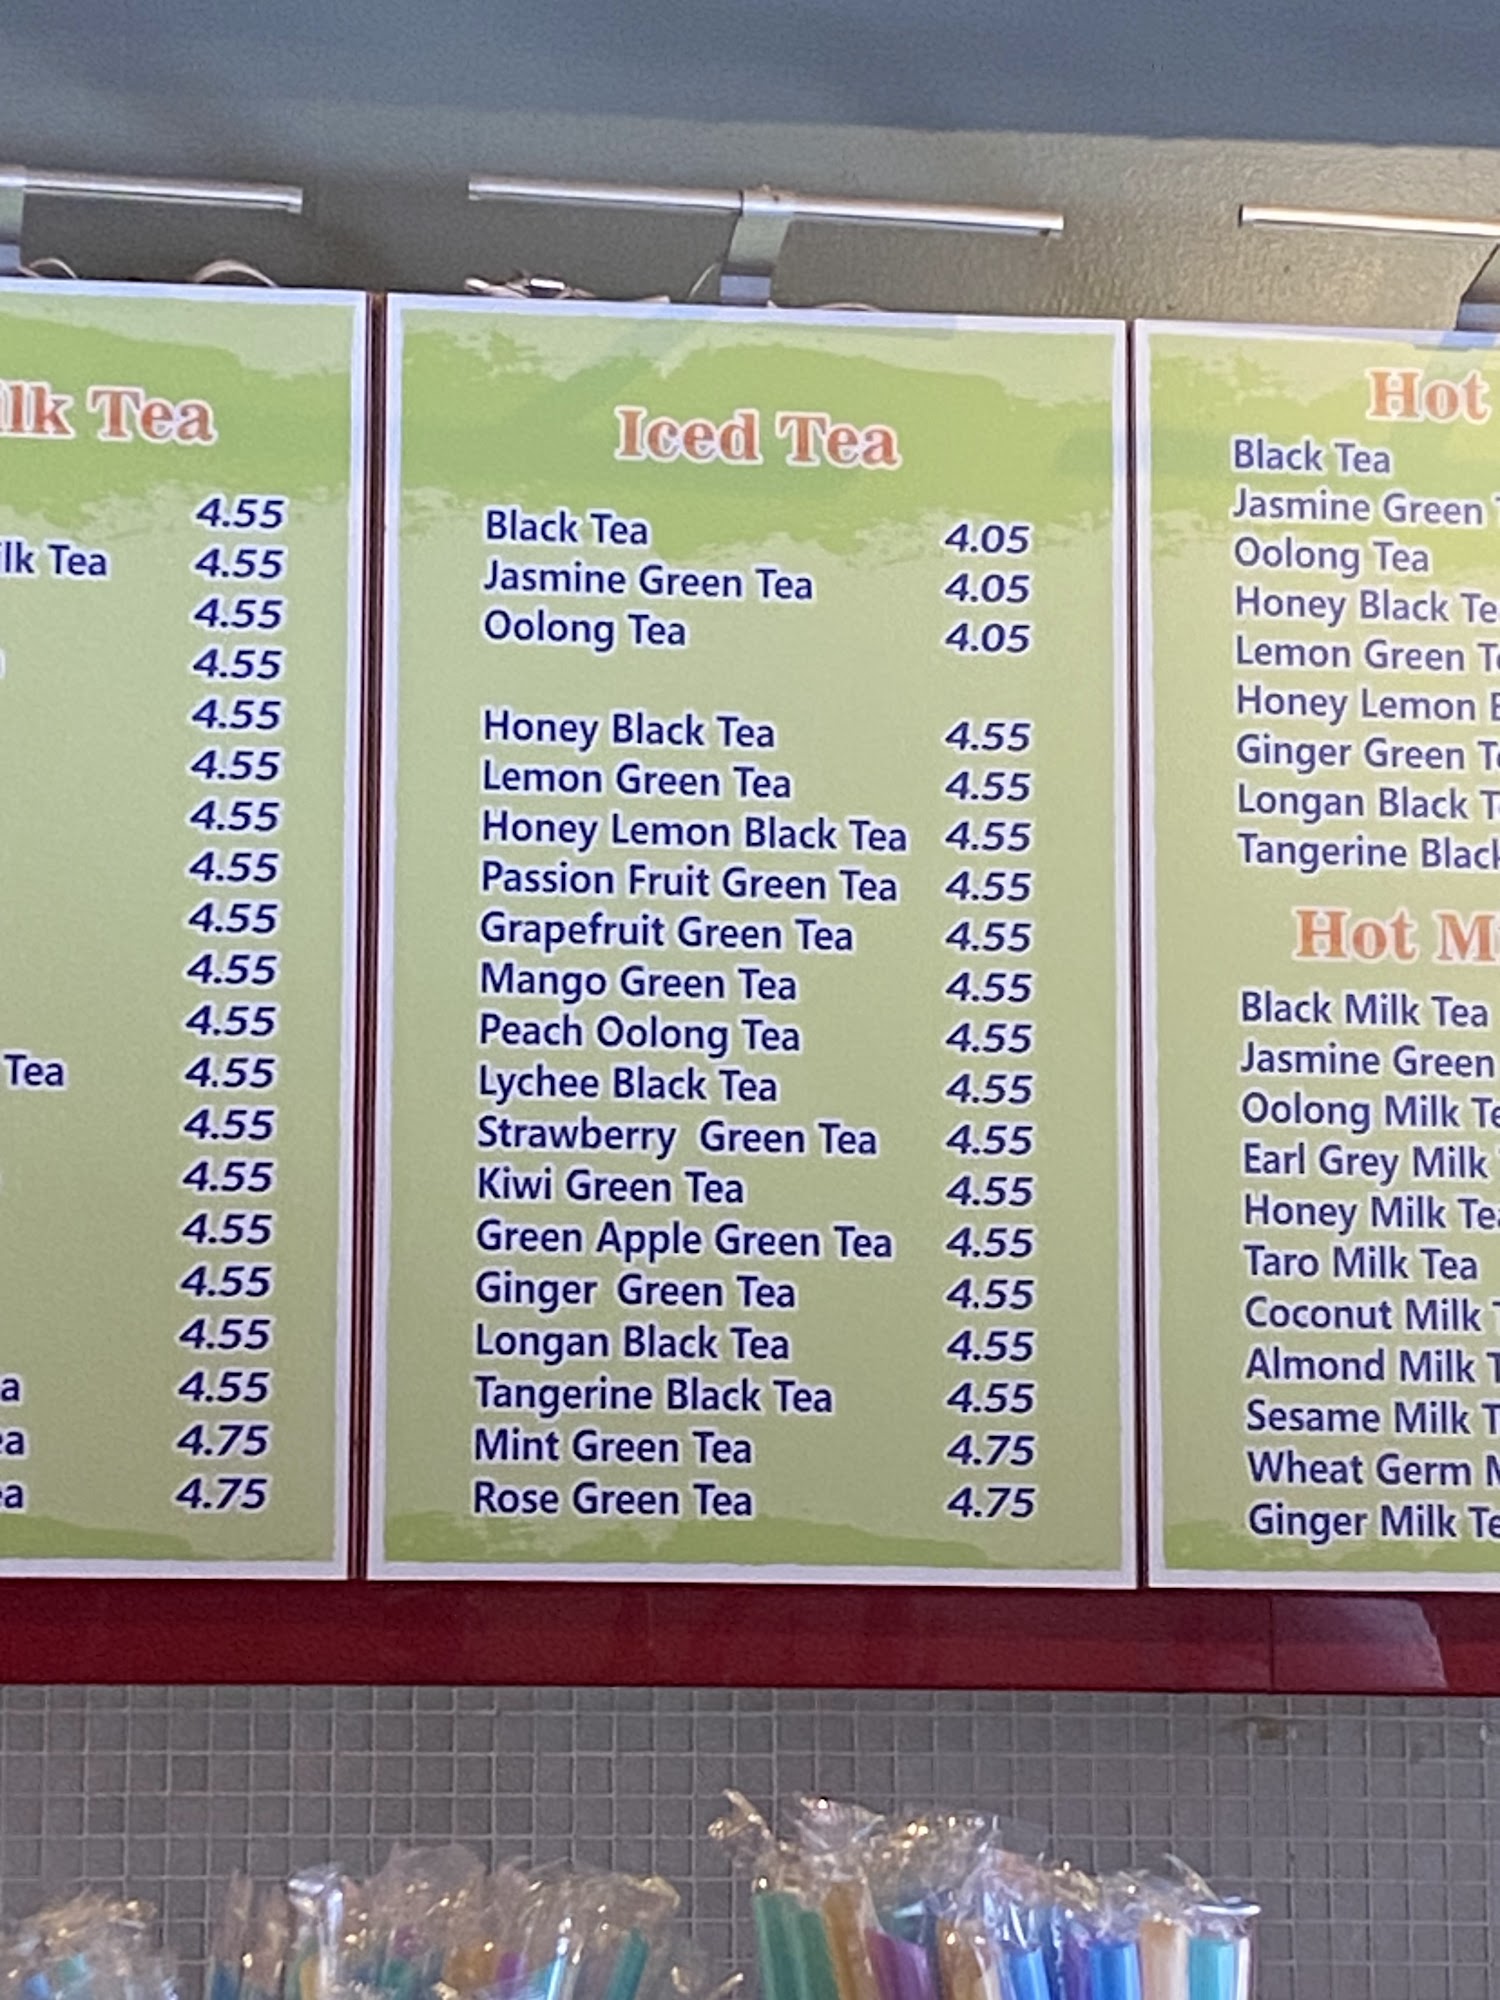 Tea
4.55
Tea 4.55
4.55
4.55
4.55
4.55
4.55
4.55
4.55
4.55
4.55
Tea 4.55
4.55
4.55
4.55
4.55
4.55
4.55
4.75
4.75
Iced Tea
Black Tea 4.05
Jasmine Green Tea 4.05
Oolong Tea 4.05
Honey Black Tea 4.55
Lemon Green Tea 4.55
Honey Lemon Black Tea 4.55
Passion Fruit Green Tea 4.55
Grapefruit Green Tea 4.55
Mango Green Tea 4.55
Peach Oolong Tea 4.55
Lychee Black Tea 4.55
Strawberry Green Tea 4.55
Kiwi Green Tea 4.55
Green Apple Green Tea 4.55
Ginger Green Tea 4.55
Longan Black Tea 4.55
Tangerine Black Tea 4.55
Mint Green Tea 4.75
Rose Green Tea 4.75
Hot
Black Tea
Jasmine Green
Oolong Tea
Honey Black
Lemon Green
Honey Lemon
Ginger Green
Longan Black
Tangerine
Hot
Black Milk Tea
Jasmine Green
Oolong Milk
Earl Grey Milk
Honey Milk
Taro Milk Tea
Coconut Milk
Almond Milk
Sesame Milk
Wheat Germ
Ginger Milk